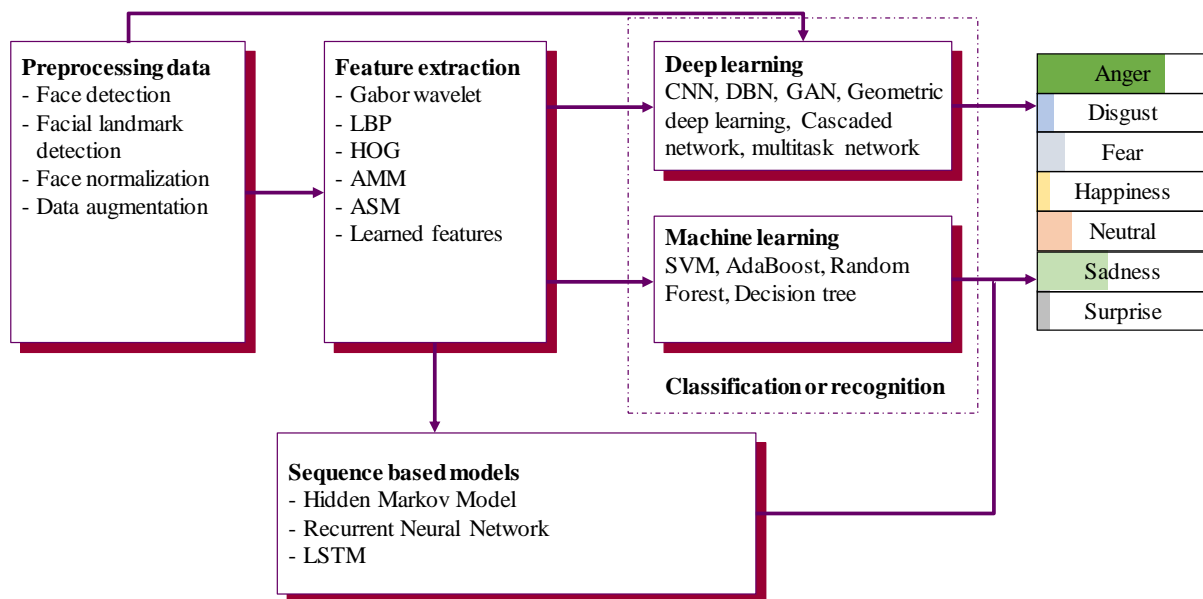 Preprocessing data
- Face detection
- Facial landmark
detection
- Face normalization
- Data augmentation
Feature extraction
- Gabor wavelet
- LBP
- HOG
- AMM
- ASM
- Learned features
Deep learning
CNN, DBN, GAN, Geometric
deep learning, Cascaded
network, multitask network
Machine learning
SVM, AdaBoost, Random
Forest, Decision tree
Classification or recognition
Sequence based models
- Hidden Markov Model
- Recurrent Neural Network
- LSTM
Anger
Disgust
Fear
Happiness
Neutral
Sadness
Surprise